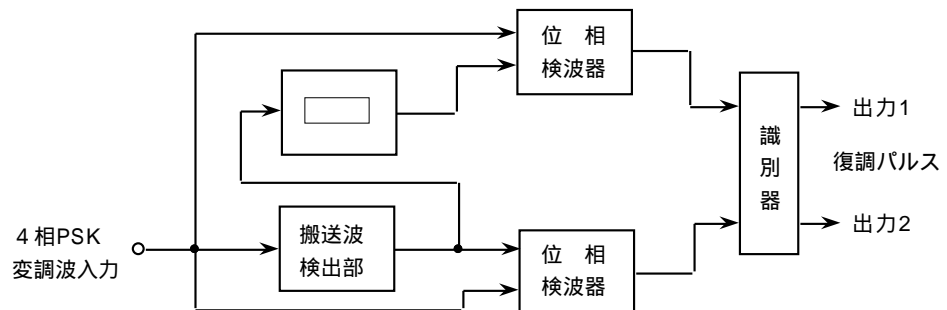 位 相
検波器
出力1
識別器
復調パルス
4相PSK
変調波入力
搬送波
検出部
出力2
位 相
検波器